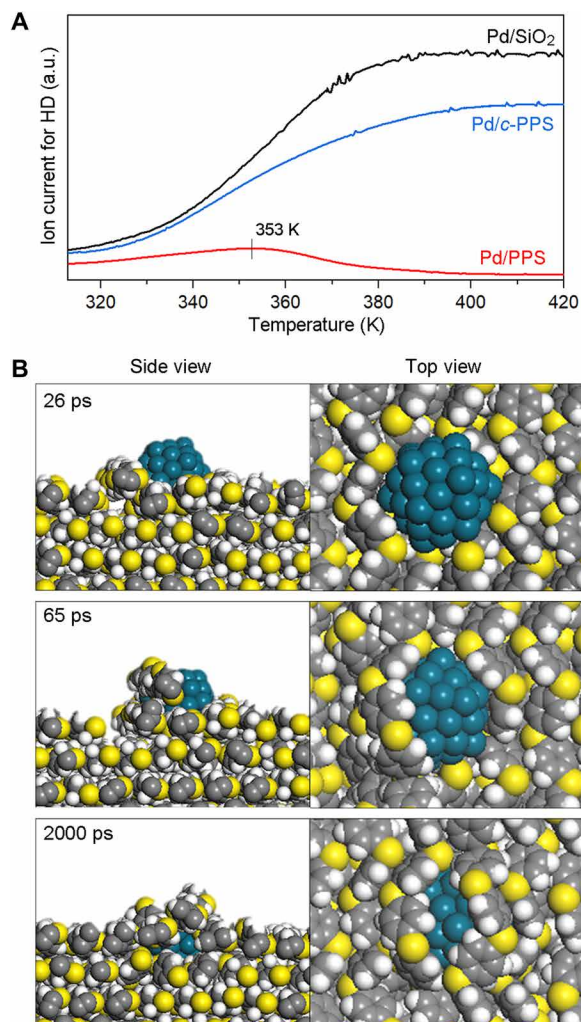 A
Ion current for HD (a.u.)
Pd/SiO₂
Pd/c-PPS
353 K
Pd/PPS
320 340 360 380 400 420
Temperature (K)
B
Side view Top view
26 ps
65 ps
2000 ps